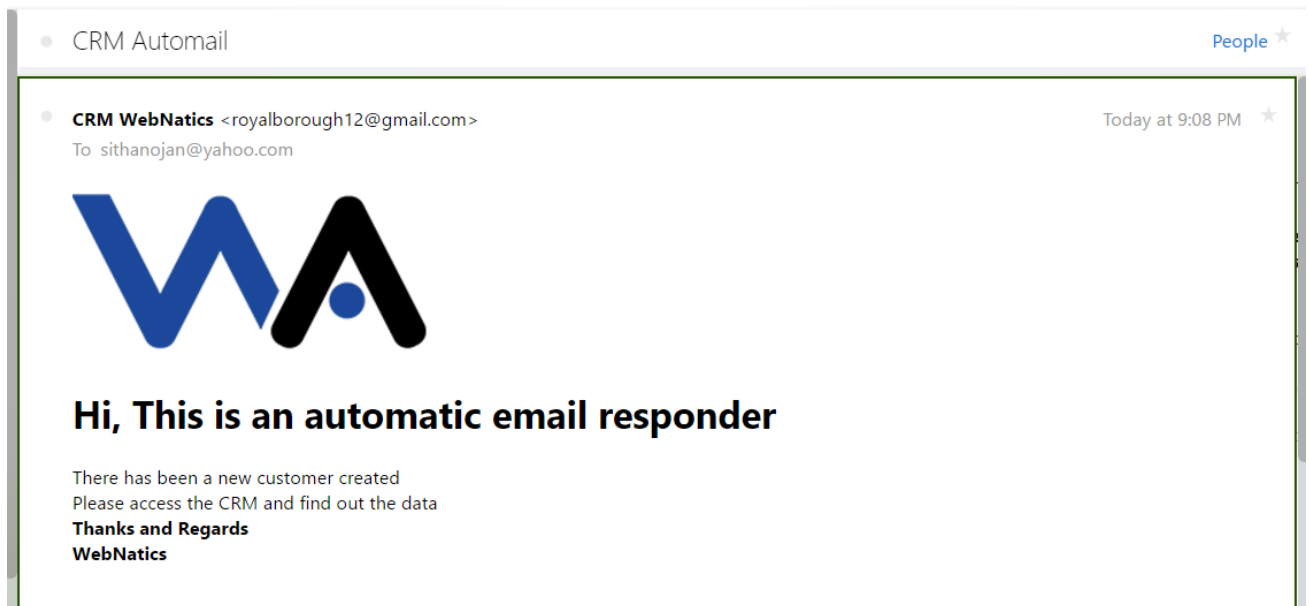 CRM Automail
People
CRM WebNatics <royalborough12@gmail.com>
Today at 9:08 PM
To sithanojan@yahoo.com
WA
Hi, This is an automatic email responder
There has been a new customer created
Please access the CRM and find out the data
Thanks and Regards
WebNatics